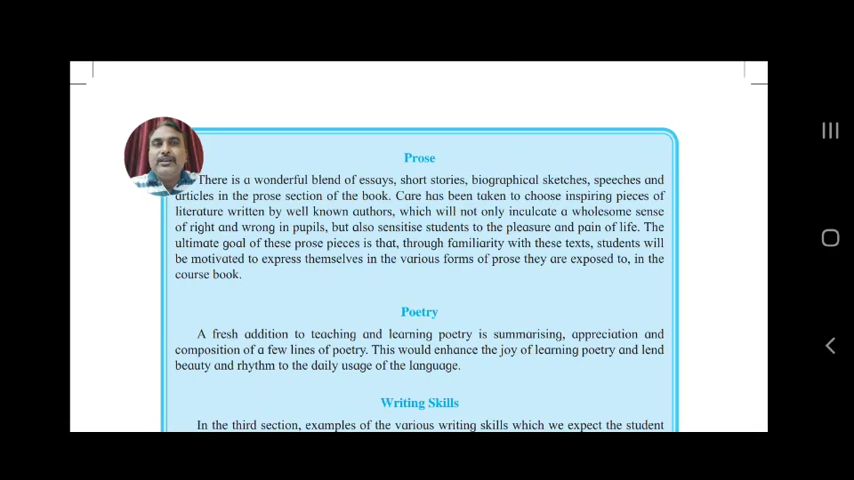 Prose
There is a wonderful blend of essays, short stories, biographical sketches, speeches and
articles in the prose section of the book. Care has been taken to choose inspiring pieces of
literature written by well known authors, which will not only inculcate a wholesome sense
of right and wrong in pupils, but also sensitise students to the pleasure and pain of life. The
ultimate goal of these prose pieces is that, through familiarity with these texts, students will
be motivated to express themselves in the various forms of prose they are exposed to, in the
course book.
Poetry
A fresh addition to teaching and learning poetry is summarising, appreciation and
composition of a few lines of poetry. This would enhance the joy of learning poetry and lend
beauty and rhythm to the daily usage of the language.
Writing Skills
In the third section, examples of the various writing skills which we expect the student